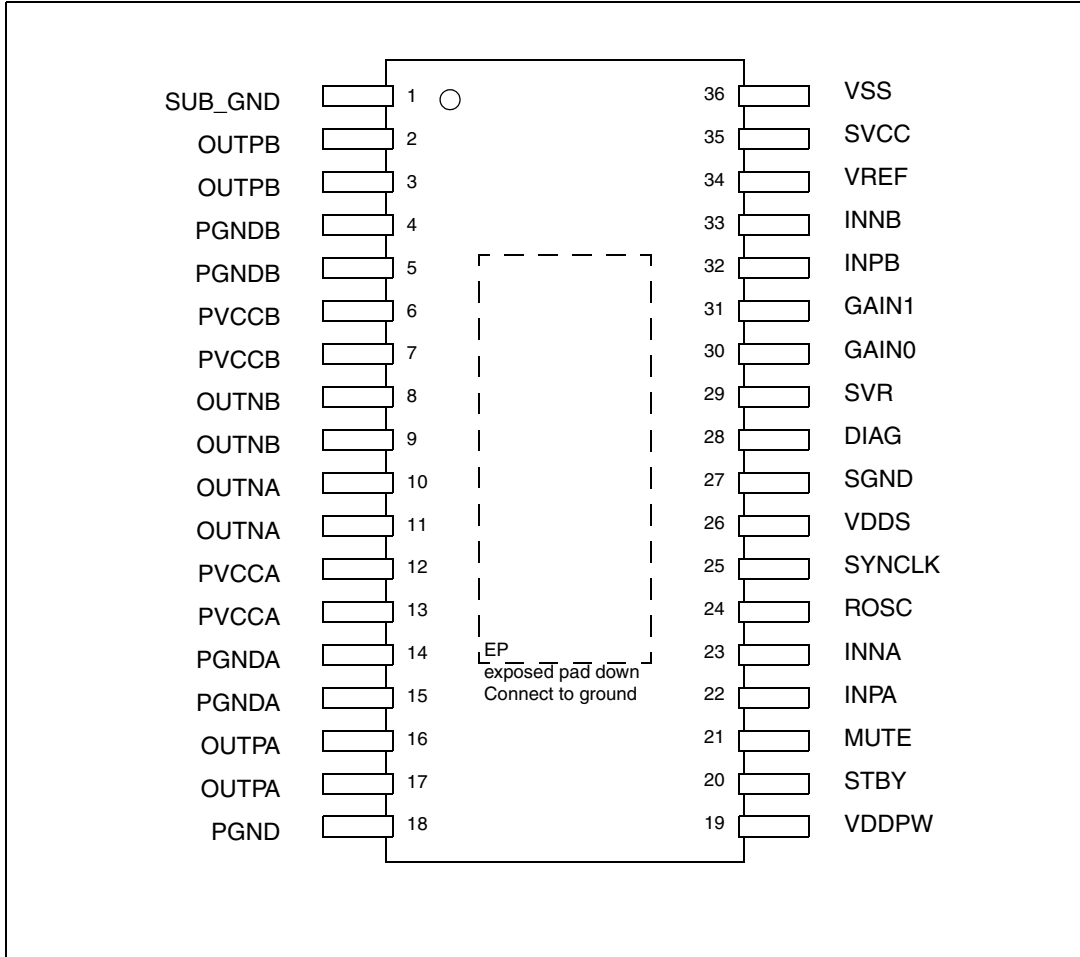 SUB_GND 1 36 VSS
OUTPB 2 35 SVCC
OUTPB 3 34 VREF
PGNDB 4 33 INNB
PGNDB 5 32 INPB
PVCCB 6 31 GAIN1
PVCCB 7 30 GAIN0
OUTNB 8 29 SVR
OUTNB 9 28 DIAG
OUTNA 10 27 SGND
OUTNA 11 26 VDDS
PVCCA 12 25 SYNCLK
PVCCA 13 24 ROSC
PGNDA 14 23 INNA
PGNDA 15 22 INPA
OUTPA 16 21 MUTE
OUTPA 17 20 STBY
PGND 18 19 VDDPW
EP
exposed pad down
Connect to ground